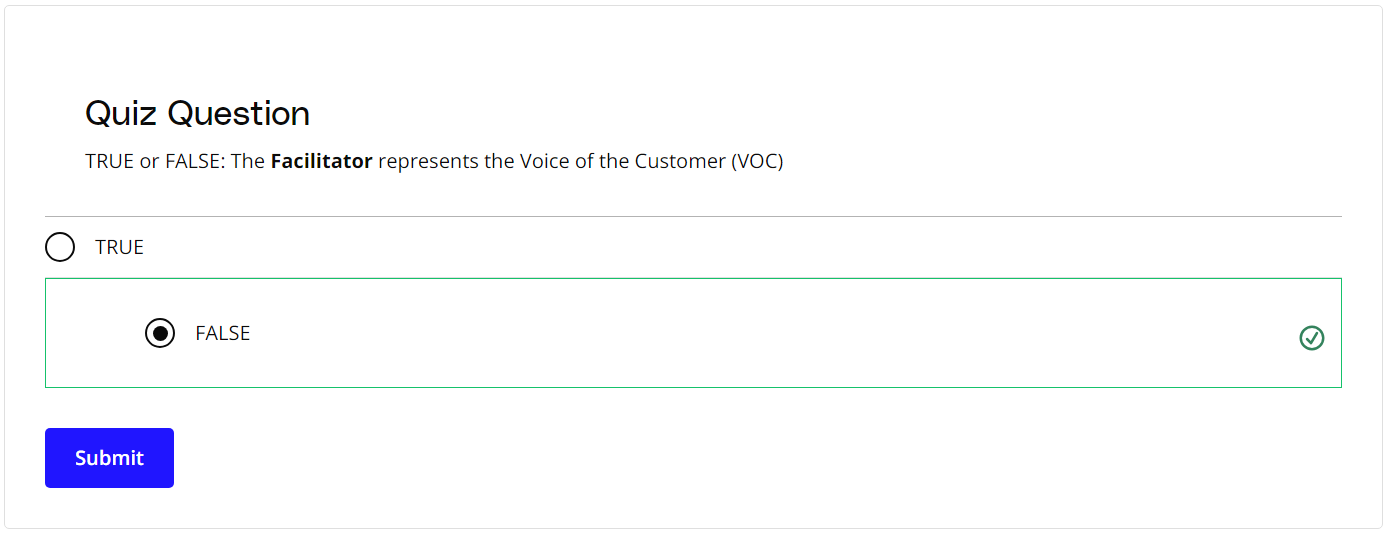 Quiz Question
TRUE or FALSE: The Facilitator represents the Voice of the Customer (VOC)
TRUE
FALSE
Submit